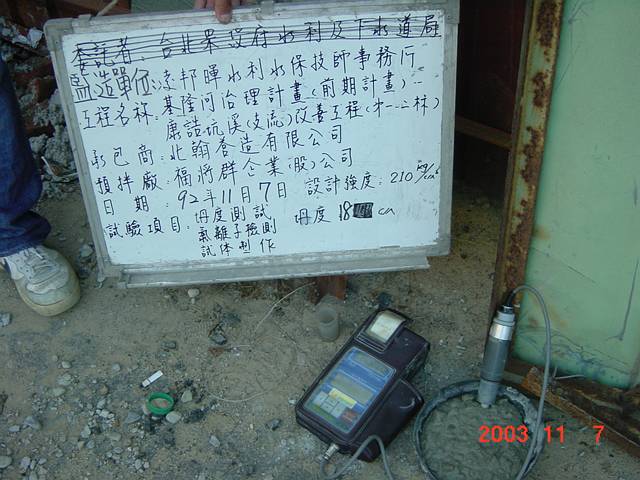 委託者:台北縣政府水利及下水道局
監造單位:達邦暉水利水保技師事務所
工程名稱:基隆河治理計畫(前期計畫)
康誥坑溪(支流)改善工程
承包商:北翰營造有限公司
預拌廠:福將群企業(股)公司
日期:92年11月7日 設計強度:210 kg/cm²
試驗項目:坍度測試 坍度 18 cm
氯離子檢測
試体製作
2003 11 7